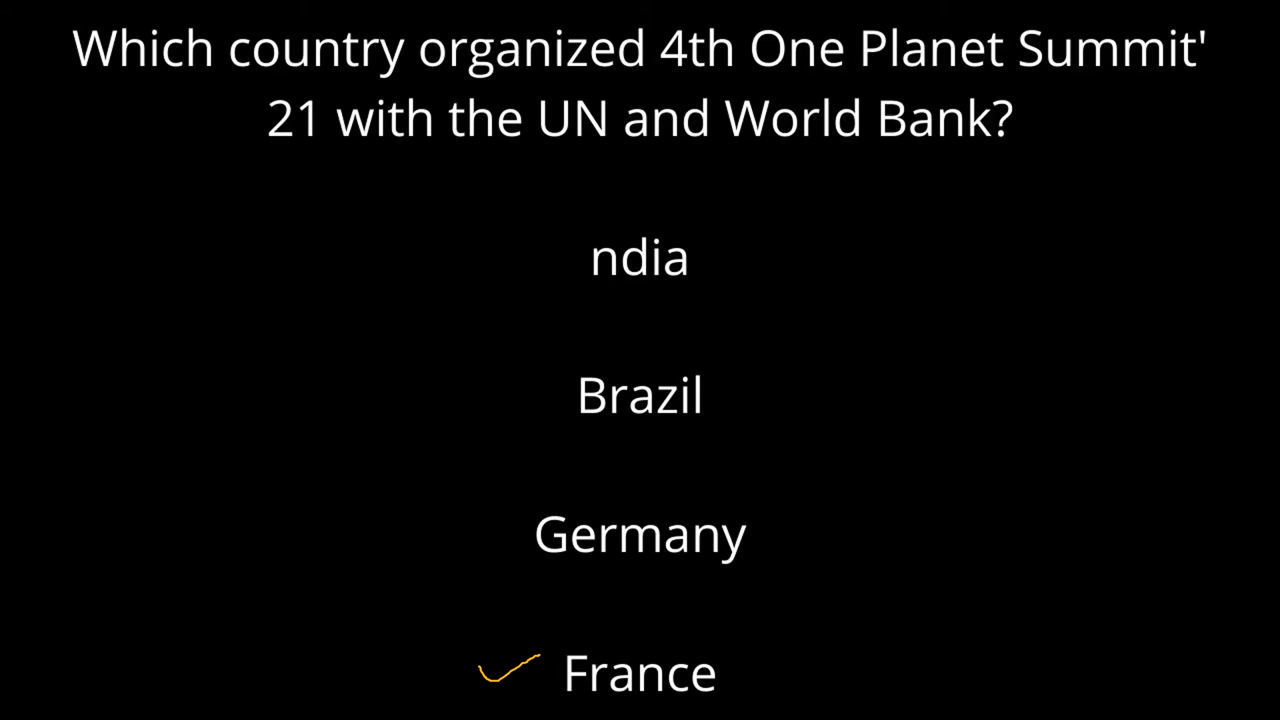 Which country organized 4th One Planet Summit'
21 with the UN and World Bank?
ndia
Brazil
Germany
France